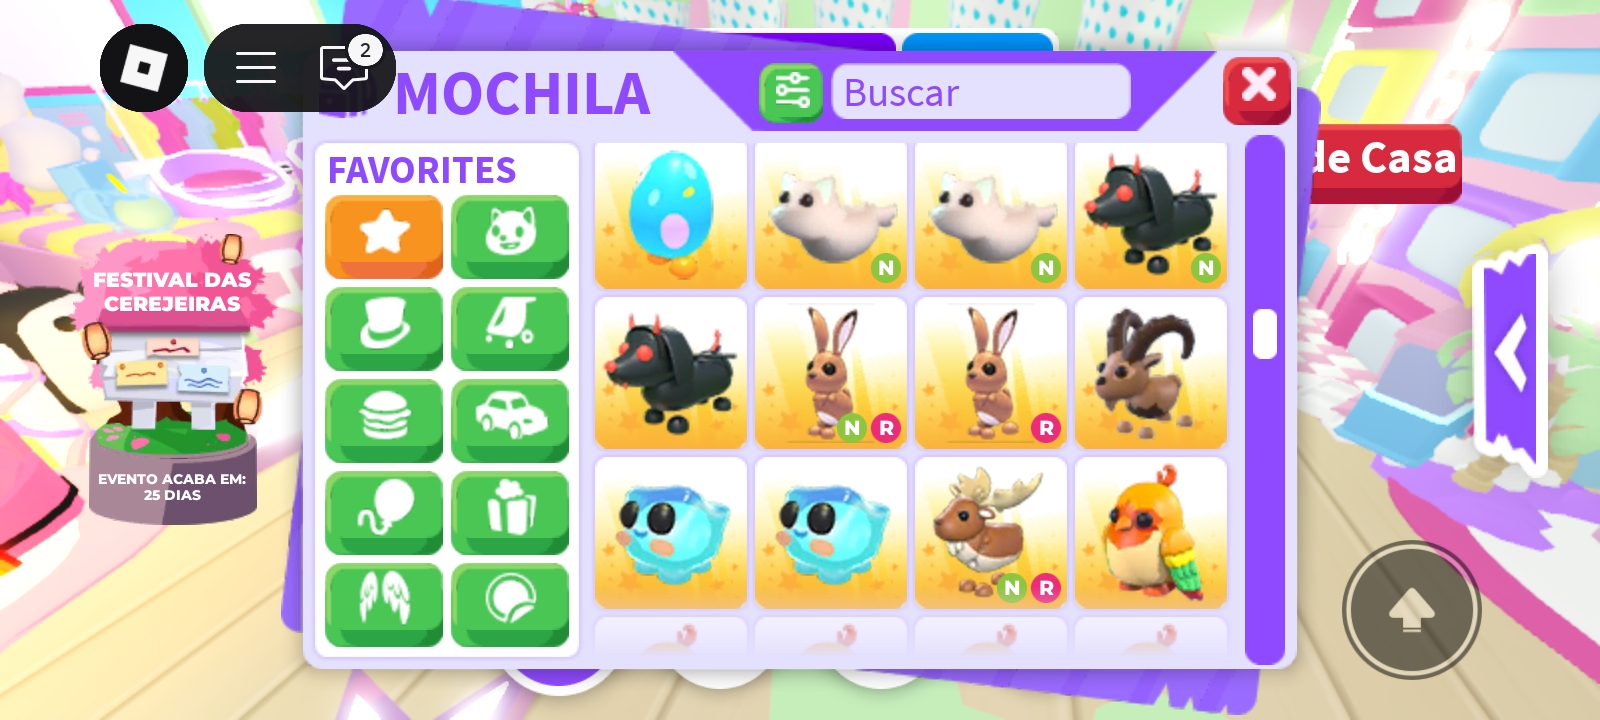 2
MOCHILA
Buscar
de Casa
FAVORITES
FESTIVAL DAS
CEREJEIRAS
EVENTO ACABA EM:
25 DIAS
N
N
N
N R
R
N R